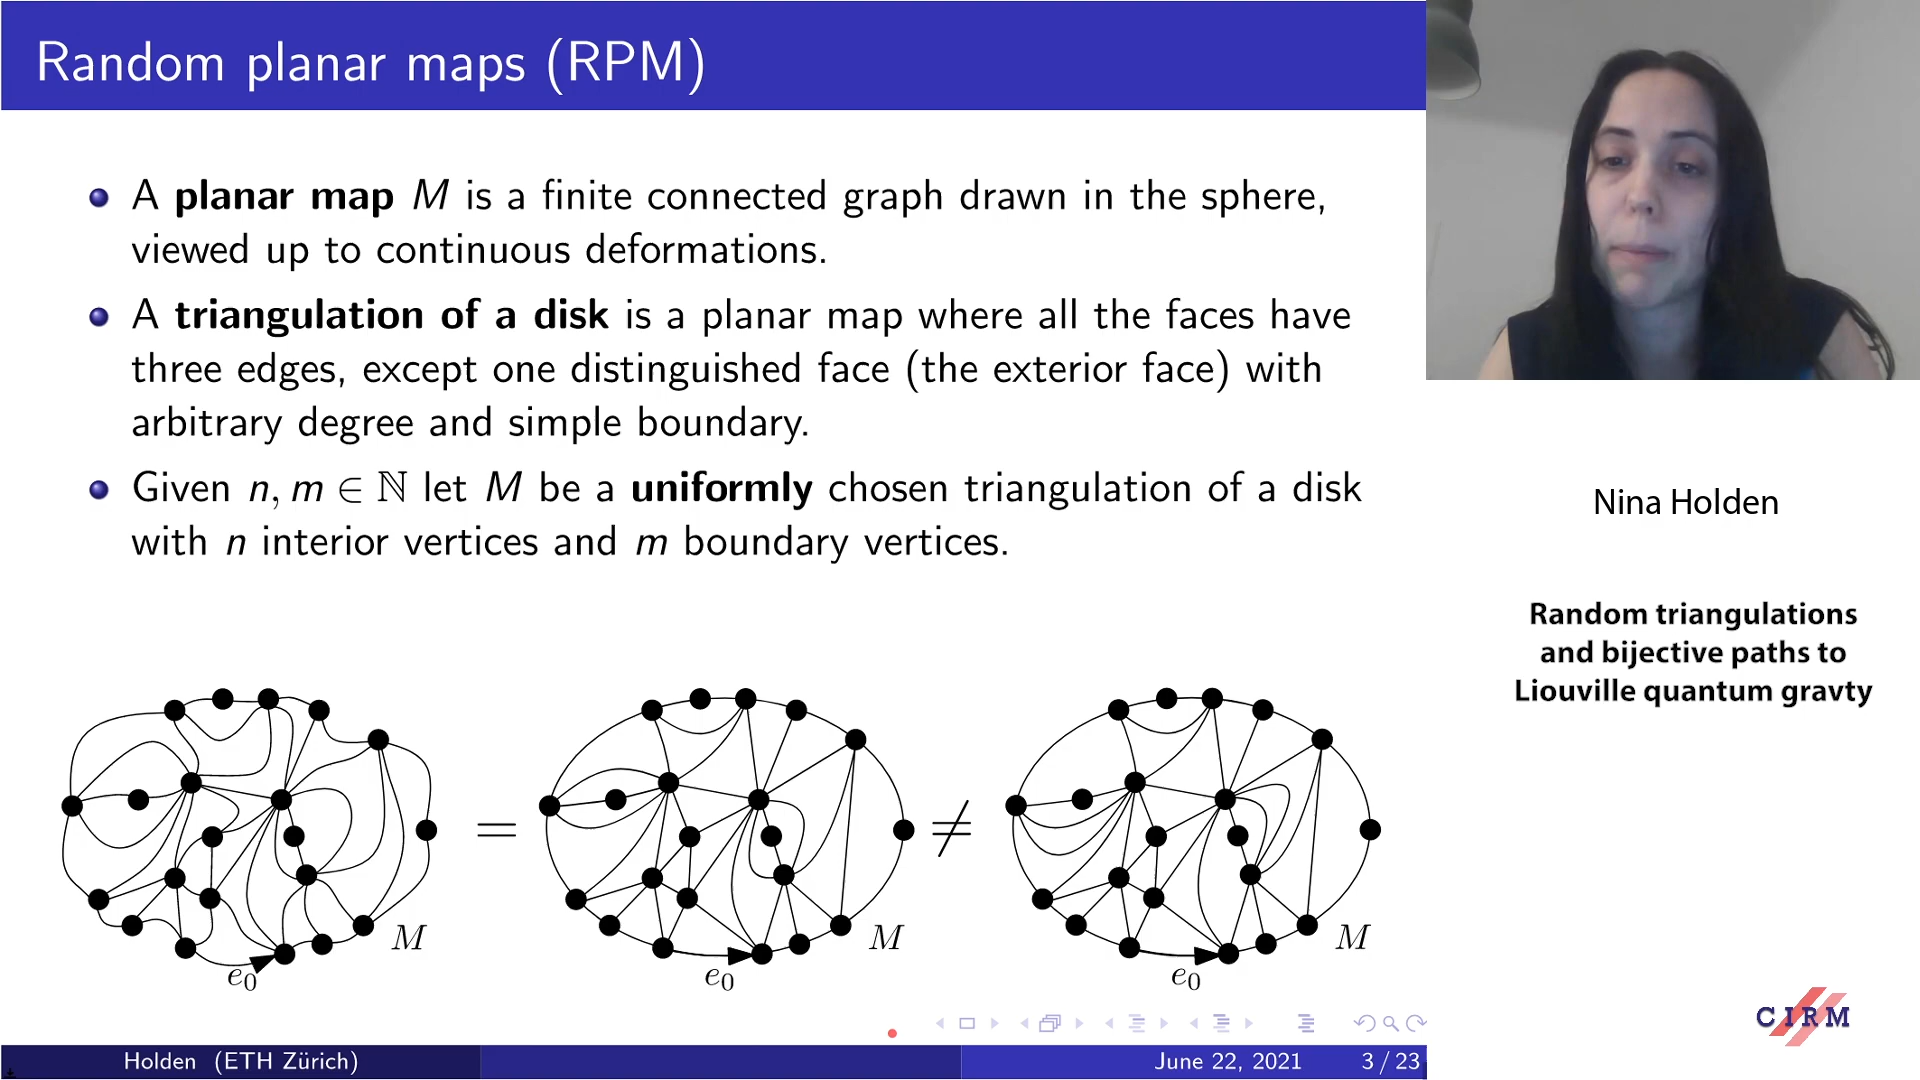 Random planar maps (RPM)
A planar map M is a finite connected graph drawn in the sphere,
viewed up to continuous deformations.
A triangulation of a disk is a planar map where all the faces have
three edges, except one distinguished face (the exterior face) with
arbitrary degree and simple boundary.
Given n, m ∈ ℕ let M be a uniformly chosen triangulation of a disk
with n interior vertices and m boundary vertices.
M
e₀
=
M
e₀
≠
M
e₀
Holden (ETH Zürich)
June 22, 2021
3 / 23
Nina Holden
Random triangulations
and bijective paths to
Liouville quantum gravty
CIRM